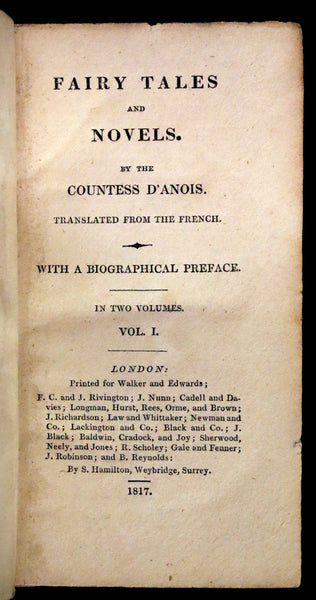 FAIRY TALES
AND
NOVELS.
BY THE
COUNTESS D'ANOIS.
TRANSLATED FROM THE FRENCH.
WITH A BIOGRAPHICAL PREFACE.
IN TWO VOLUMES.
VOL. I.
LONDON:
Printed for Walker and Edwards;
F. C. and J. Rivington; J. Nunn; Cadell and Da-
vies; Longman, Hurst, Rees, Orme, and Brown;
J. Richardson; Law and Whittaker; Newman and
Co.; Lackington and Co.; Black and Co.; J.
Black; Baldwin, Cradock, and Joy; Sherwood,
Neely, and Jones; R. Scholey; Gale and Fenner;
J. Robinson; and B. Reynolds:
By S. Hamilton, Weybridge, Surrey.
1817.